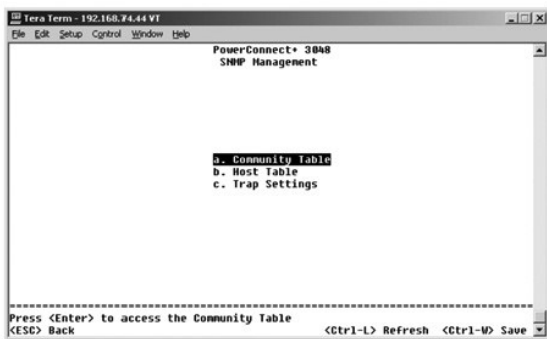 Tera Term - 192.168.74.44 VT
File Edit Setup Control Window Help
PowerConnect+ 3048
SNMP Management
a. Community Table
b. Host Table
c. Trap Settings
Press <Enter> to access the Community Table
<ESC> Back <Ctrl-L> Refresh <Ctrl-W> Save